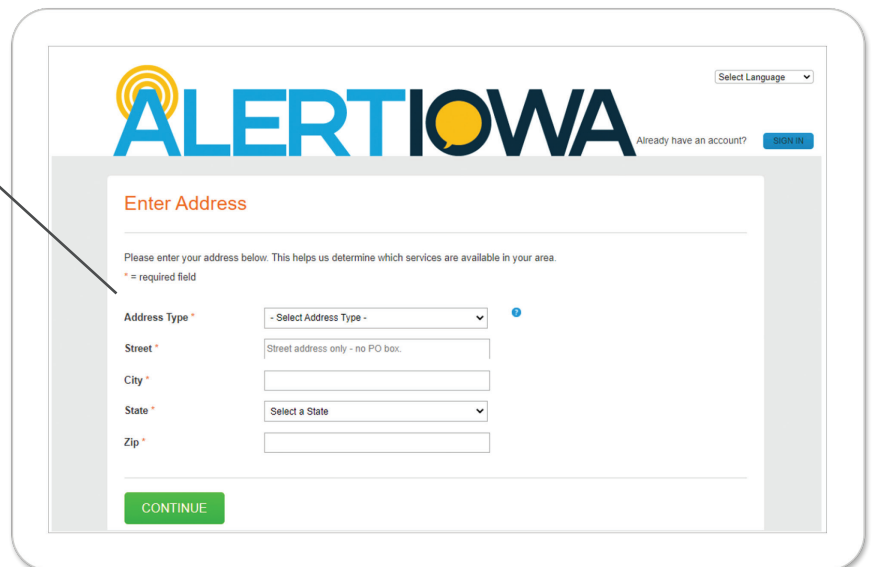 Select Language
ALERTIOWA
Already have an account? SIGN IN
Enter Address
Please enter your address below. This helps us determine which services are available in your area.
* = required field
Address Type * - Select Address Type - ?
Street * Street address only - no PO box.
City *
State * Select a State
Zip *
CONTINUE